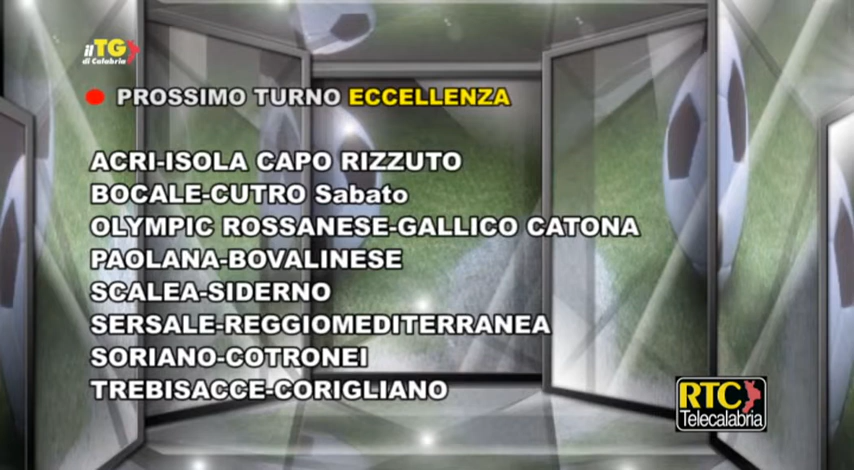 il TG
di Calabria
PROSSIMO TURNO ECCELLENZA
ACRI-ISOLA CAPO RIZZUTO
BOCALE-CUTRO Sabato
OLYMPIC ROSSANESE-GALLICO CATONA
PAOLANA-BOVALINESE
SCALEA-SIDERNO
SERSALE-REGGIOMEDITERRANEA
SORIANO-COTRONEI
TREBISACCE-CORIGLIANO
RTC
Telecalabria